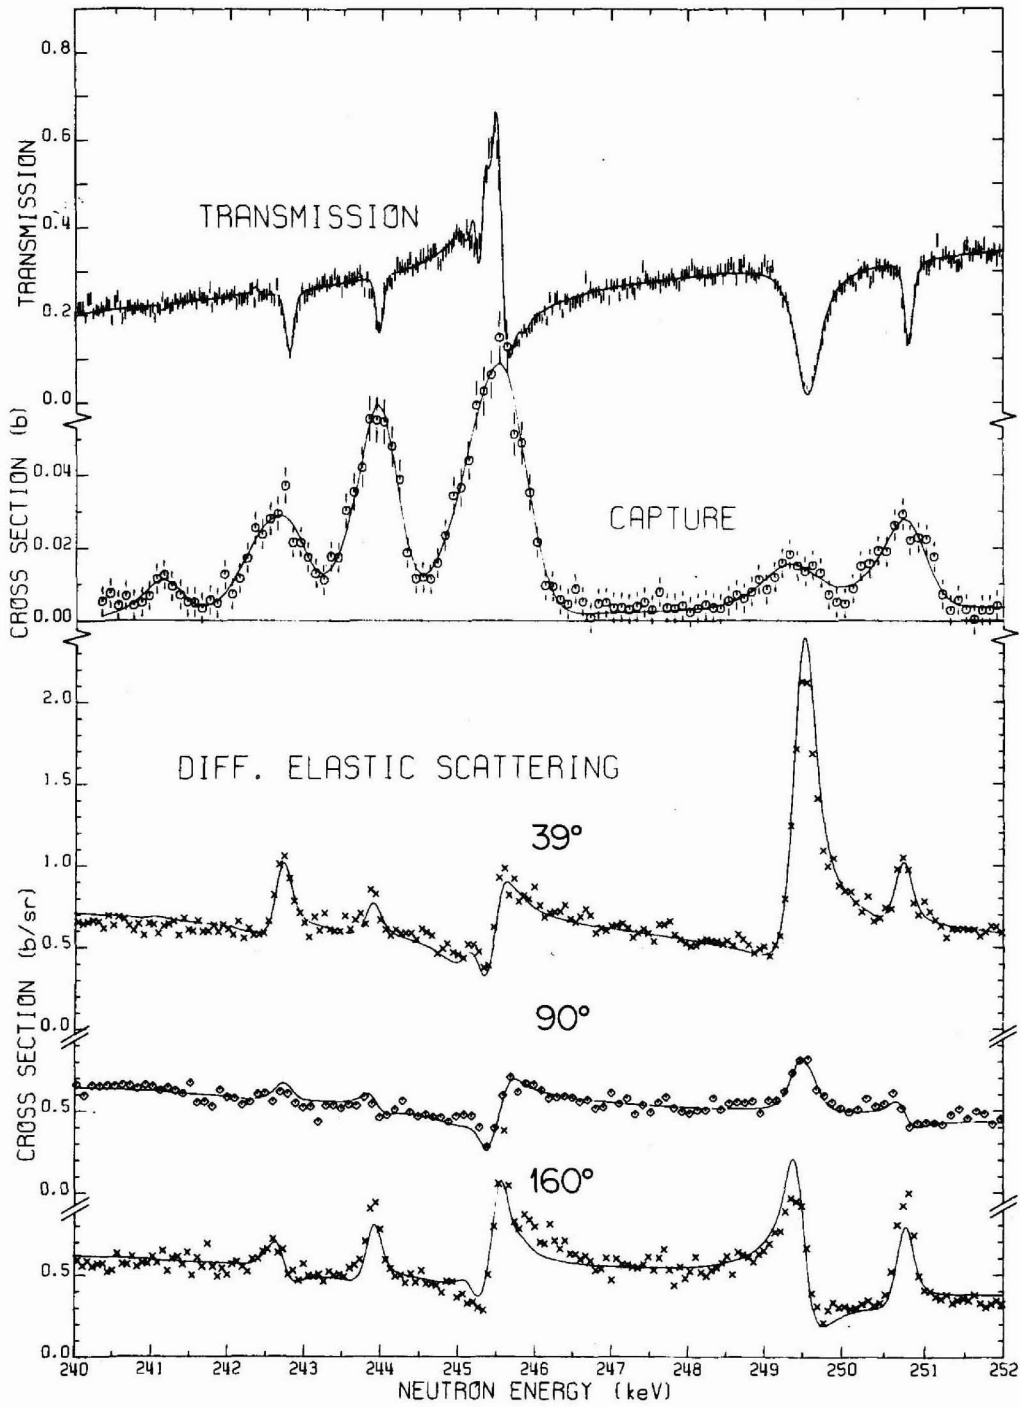 0.8
0.6
0.4
0.2
0.0
TRANSMISSION
TRANSMISSION
0.04
0.02
0.00
CROSS SECTION (b)
CAPTURE
2.0
1.5
1.0
0.5
0.0
DIFF. ELASTIC SCATTERING
39°
CROSS SECTION (b/sr)
90°
0.5
0.0
160°
0.5
0.0
240 241 242 243 244 245 246 247 248 249 250 251 252
NEUTRON ENERGY (keV)